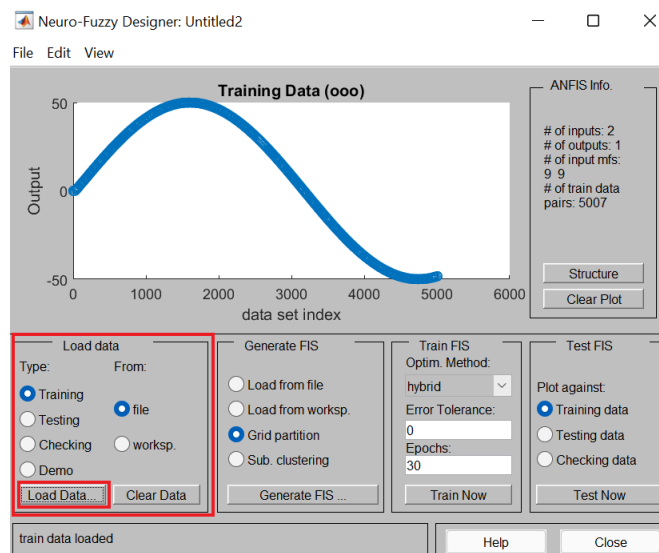 Neuro-Fuzzy Designer: Untitled2
File Edit View
Training Data (ooo)
50
0
-50
Output
0 1000 2000 3000 4000 5000 6000
data set index
ANFIS Info.
# of inputs: 2
# of outputs: 1
# of input mfs:
9 9
# of train data
pairs: 5007
Structure
Clear Plot
Load data
Type: From:
Training
file
Testing
Checking
worksp.
Demo
Load Data...
Clear Data
Generate FIS
Load from file
Load from worksp.
Grid partition
Sub. clustering
Generate FIS ...
Train FIS
Optim. Method:
hybrid
Error Tolerance:
0
Epochs:
30
Train Now
Test FIS
Plot against:
Training data
Testing data
Checking data
Test Now
train data loaded
Help
Close